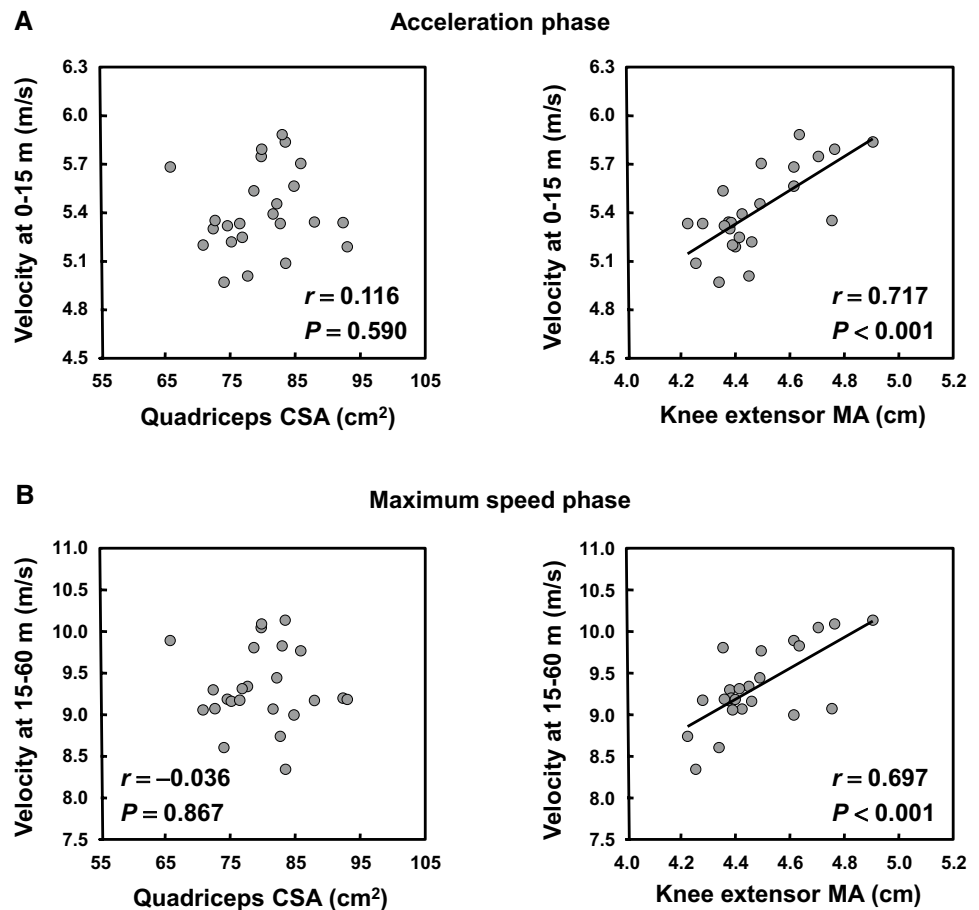 A
Acceleration phase
Velocity at 0-15 m (m/s)
6.3
6.0
5.7
5.4
5.1
4.8
4.5
r = 0.116
P = 0.590
55
65
75
85
95
105
Quadriceps CSA (cm²)
Velocity at 0-15 m (m/s)
6.3
6.0
5.7
5.4
5.1
4.8
4.5
r = 0.717
P < 0.001
4.0
4.2
4.4
4.6
4.8
5.0
5.2
Knee extensor MA (cm)
B
Maximum speed phase
Velocity at 15-60 m (m/s)
11.0
10.0
9.5
9.0
8.5
8.0
7.5
r = –0.036
P = 0.867
55
65
75
85
95
105
Quadriceps CSA (cm²)
Velocity at 15-60 m (m/s)
11.0
10.0
9.5
9.0
8.5
8.0
7.5
r = 0.697
P < 0.001
4.0
4.2
4.4
4.6
4.8
5.0
5.2
Knee extensor MA (cm)